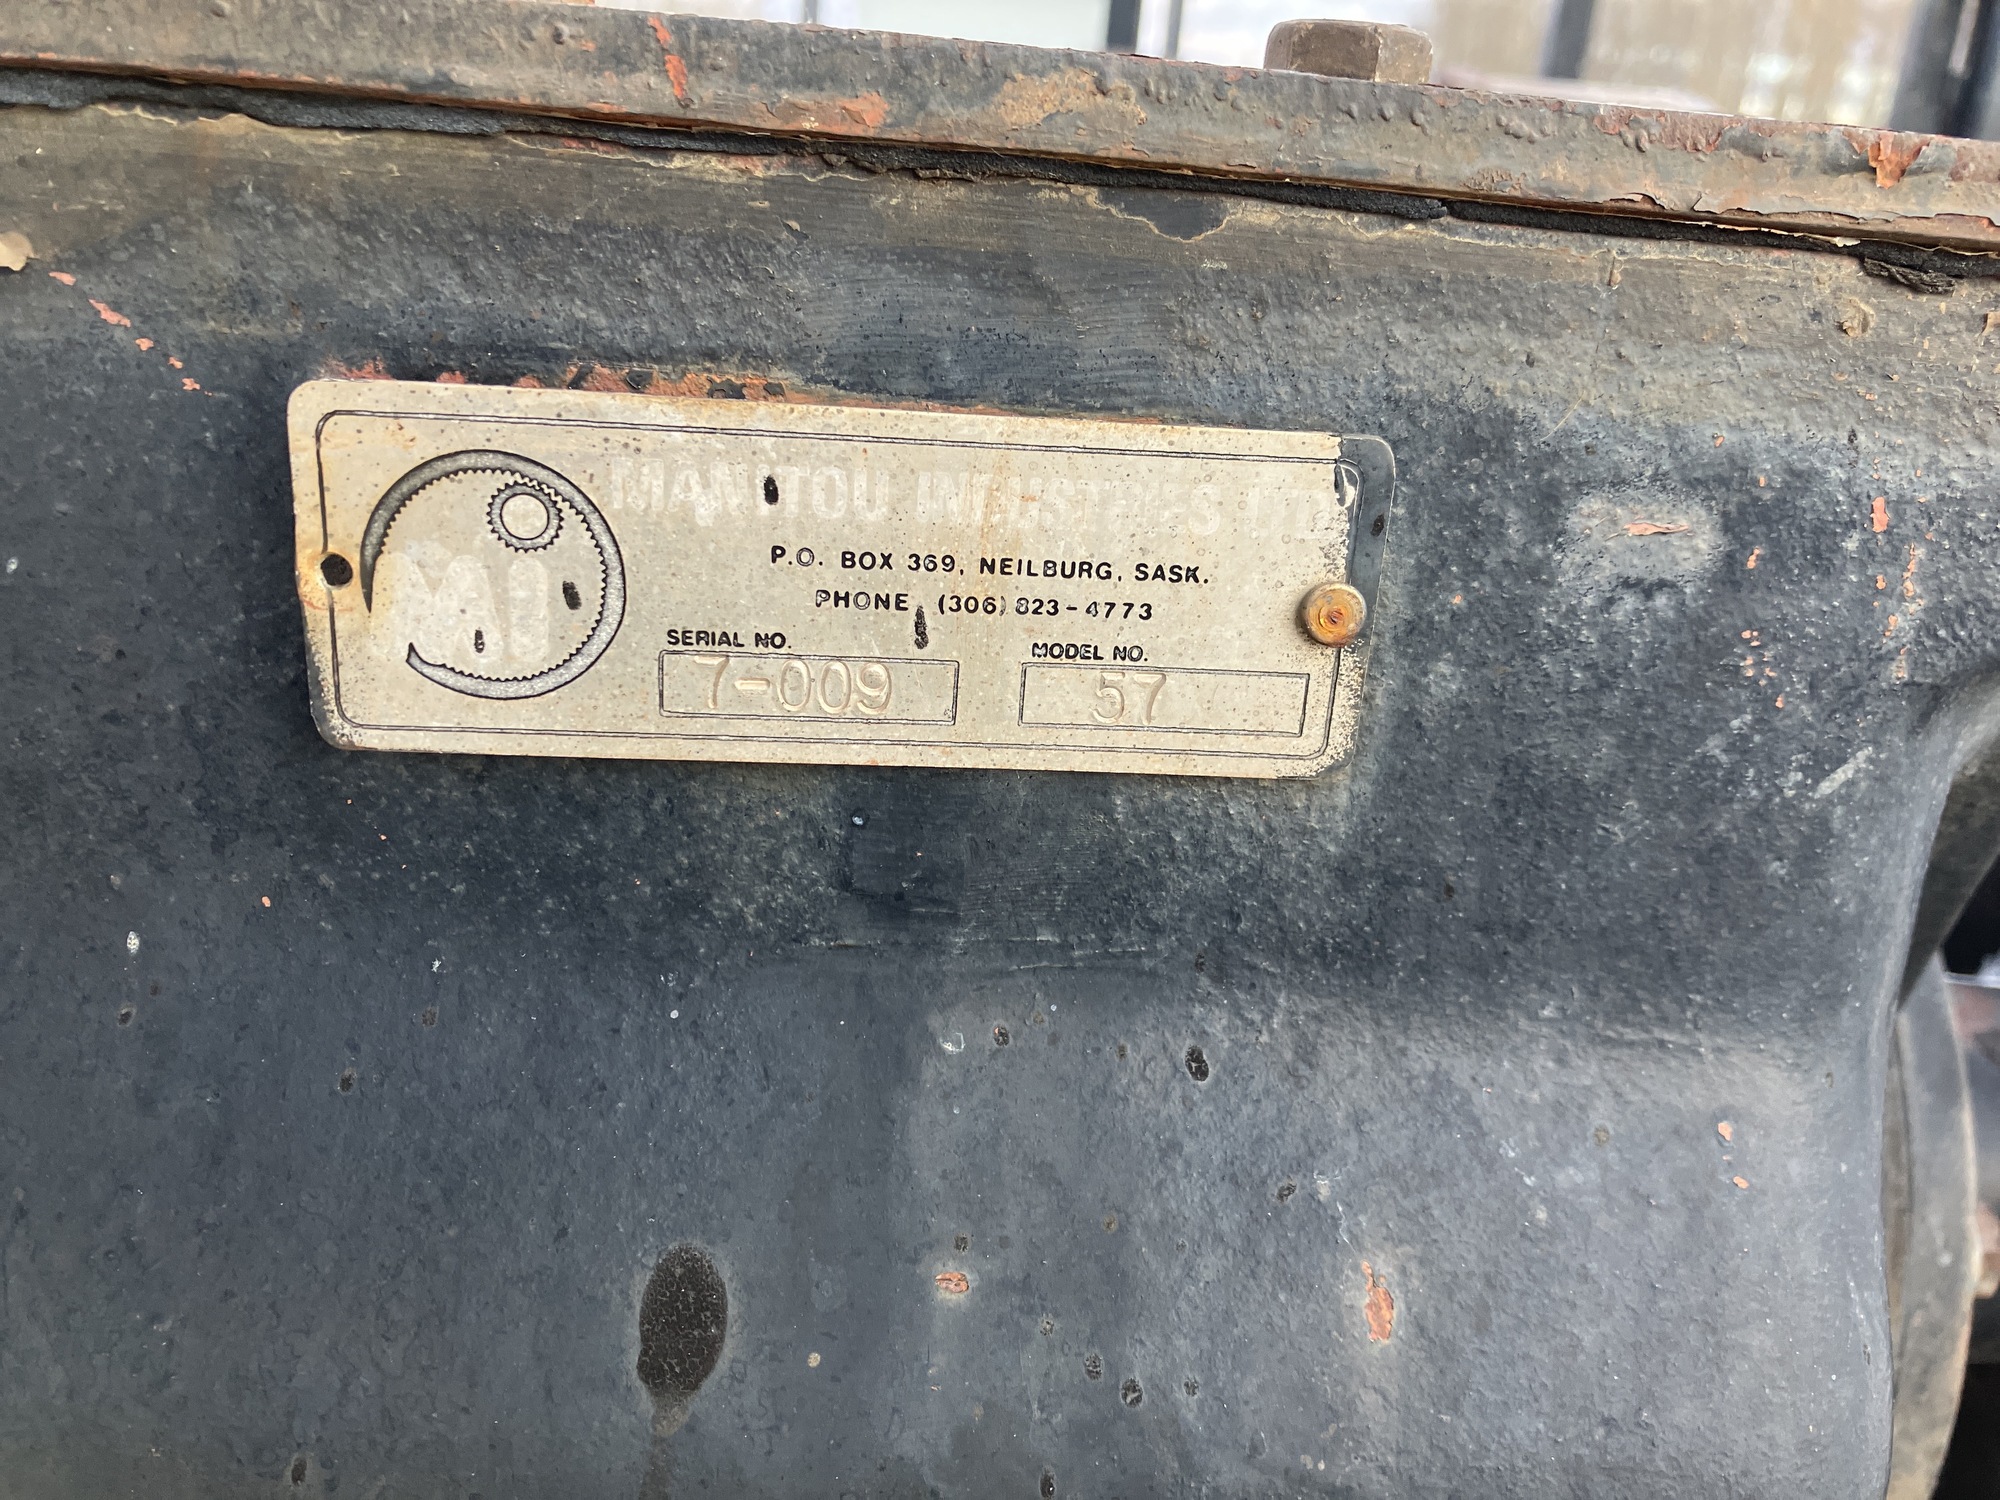 MANITOU INDUSTRIES LTD
P.O. BOX 369, NEILBURG, SASK.
PHONE (306) 823-4773
SERIAL NO. MODEL NO.
7-009 57